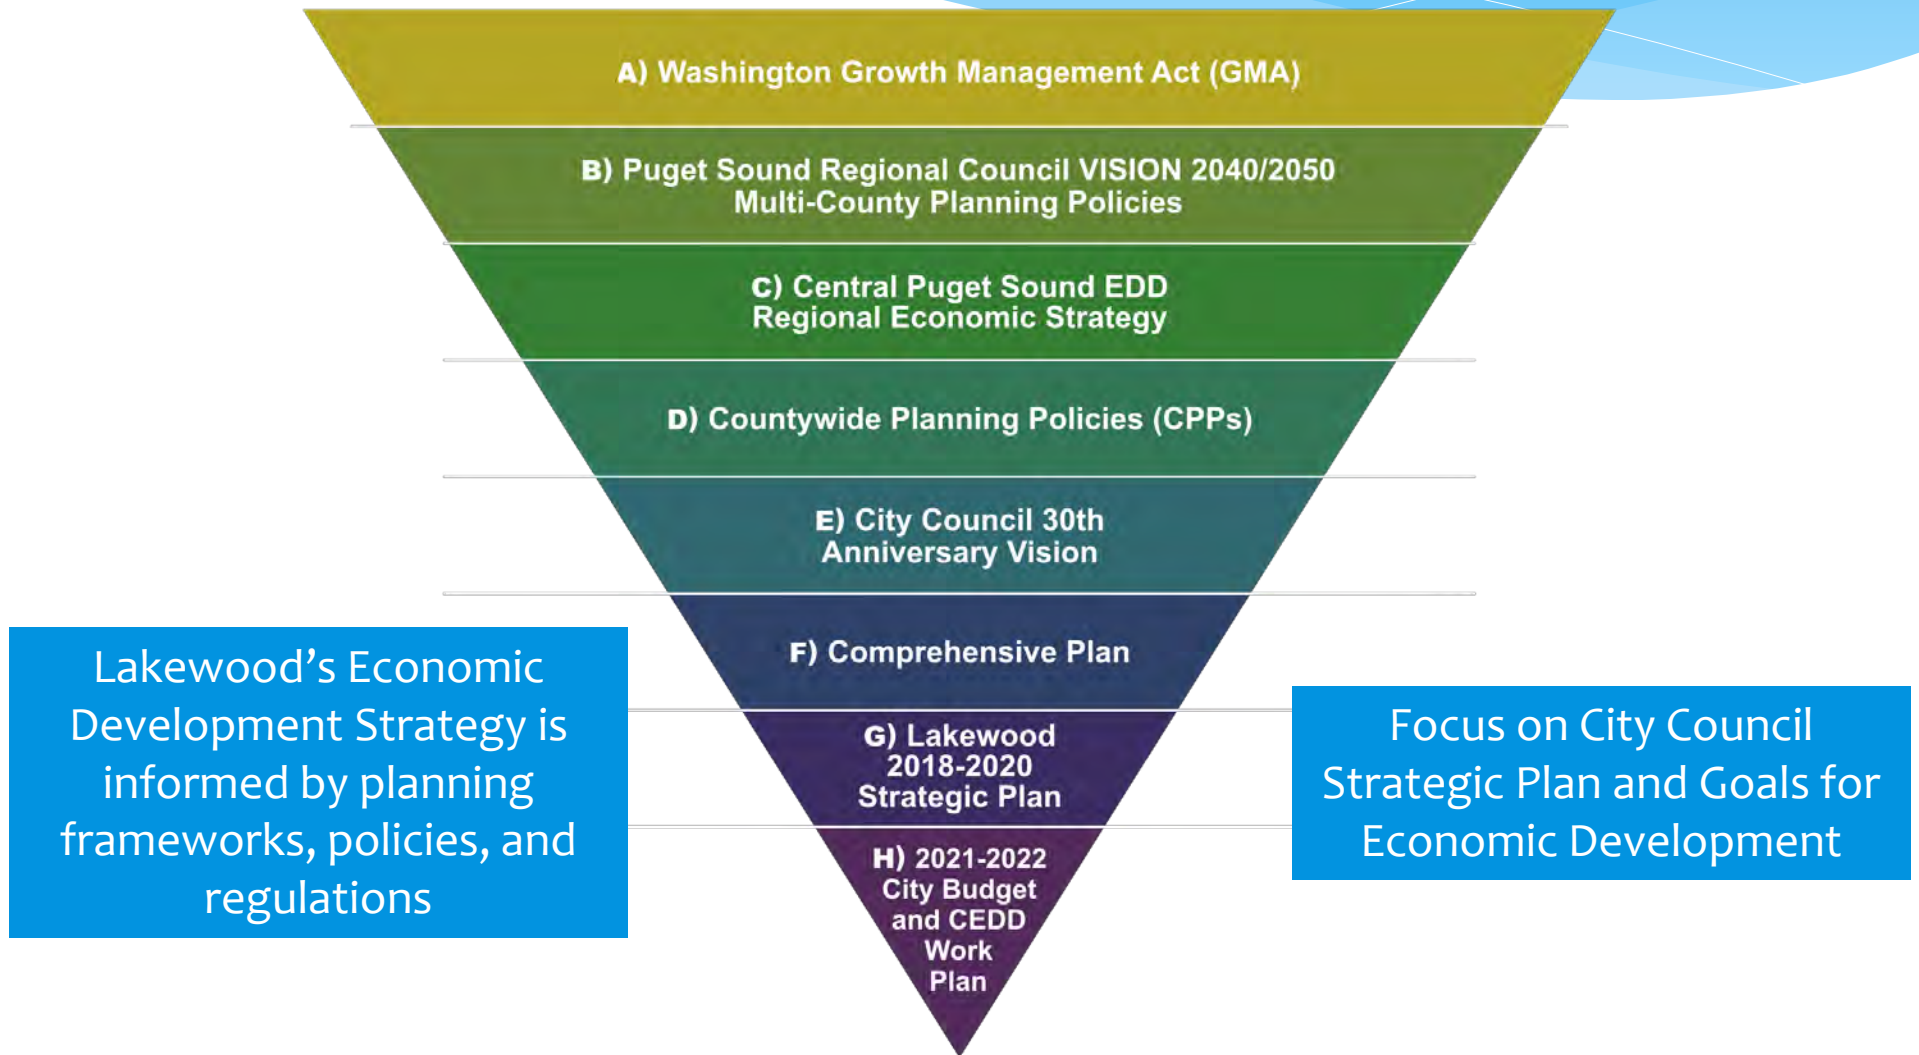 A) Washington Growth Management Act (GMA)
B) Puget Sound Regional Council VISION 2040/2050
Multi-County Planning Policies
C) Central Puget Sound EDD
Regional Economic Strategy
D) Countywide Planning Policies (CPPs)
E) City Council 30th
Anniversary Vision
F) Comprehensive Plan
G) Lakewood
2018-2020
Strategic Plan
H) 2021-2022
City Budget
and CEDD
Work
Plan
Lakewood’s Economic
Development Strategy is
informed by planning
frameworks, policies, and
regulations
Focus on City Council
Strategic Plan and Goals for
Economic Development